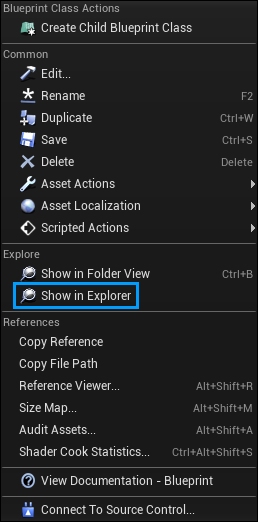 Blueprint Class Actions
Create Child Blueprint Class
Common
Edit...
Rename F2
Duplicate Ctrl+W
Save Ctrl+S
Delete Delete
Asset Actions
Asset Localization
Scripted Actions
Explore
Show in Folder View Ctrl+B
Show in Explorer
References
Copy Reference
Copy File Path
Reference Viewer... Alt+Shift+R
Size Map... Alt+Shift+M
Audit Assets... Alt+Shift+A
Shader Cook Statistics... Ctrl+Alt+Shift+S
View Documentation - Blueprint
Connect To Source Control...